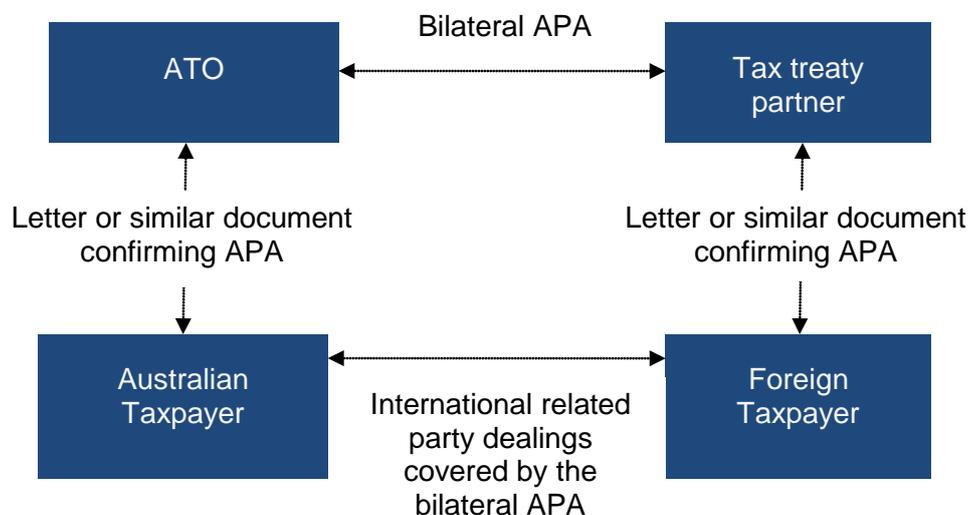 Bilateral APA
ATO
Tax treaty
partner
Letter or similar document
confirming APA
Letter or similar document
confirming APA
Australian
Taxpayer
International related
party dealings
covered by the
bilateral APA
Foreign
Taxpayer